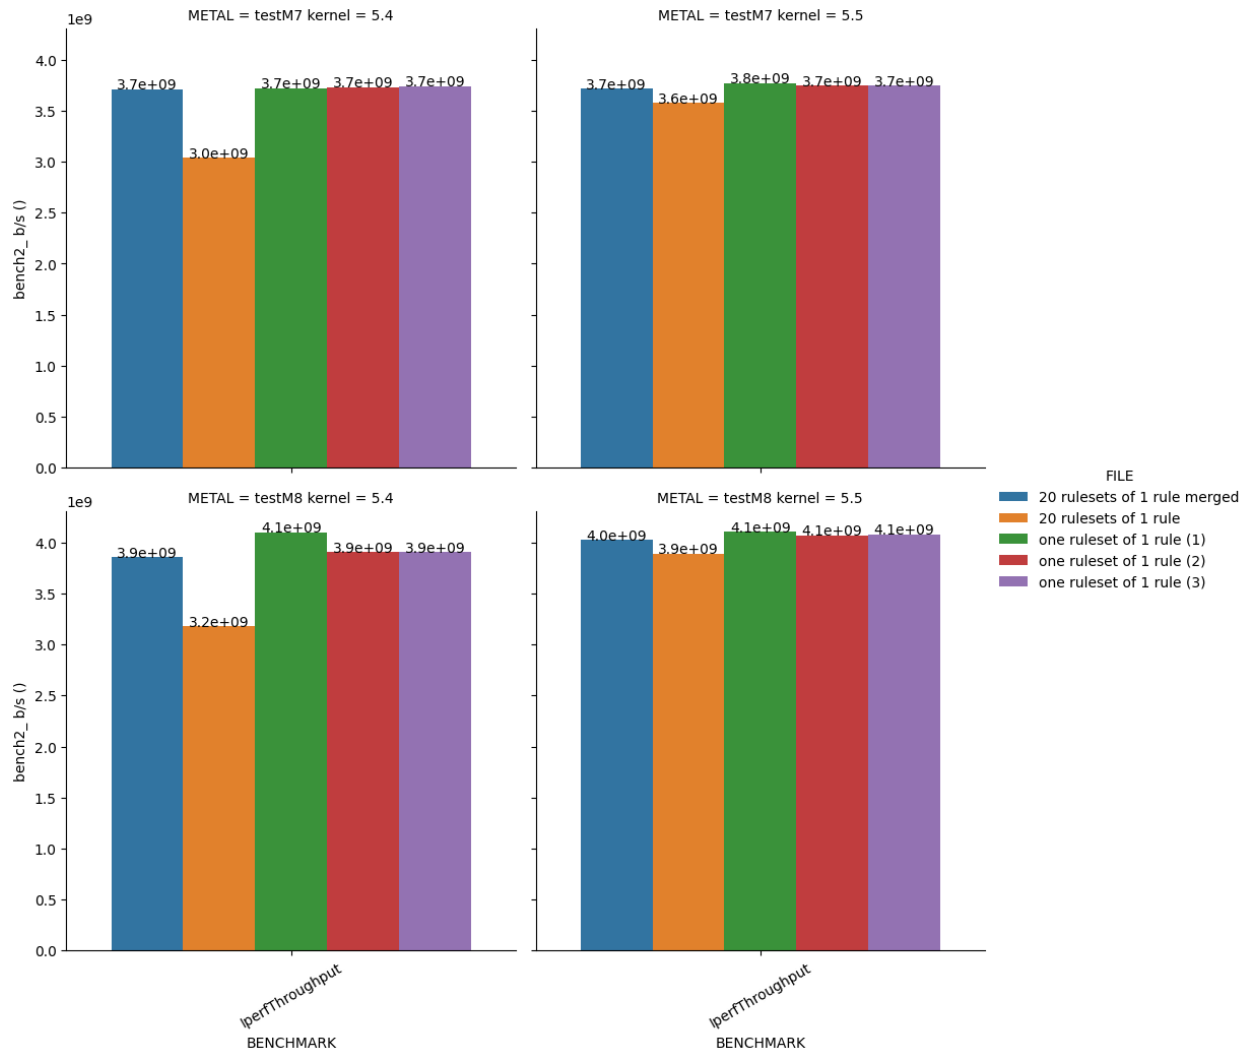 METAL = testM7 kernel = 5.4
METAL = testM7 kernel = 5.5
1e9
4.0
3.5
3.0
2.5
2.0
1.5
1.0
0.5
0.0
bench2_ b/s ()
3.7e+09
3.0e+09
3.7e+09
3.7e+09
3.7e+09
3.7e+09
3.6e+09
3.8e+09
3.7e+09
3.7e+09
METAL = testM8 kernel = 5.4
METAL = testM8 kernel = 5.5
1e9
4.0
3.5
3.0
2.5
2.0
1.5
1.0
0.5
0.0
bench2_ b/s ()
3.9e+09
3.2e+09
4.1e+09
3.9e+09
3.9e+09
4.0e+09
3.9e+09
4.1e+09
4.1e+09
4.1e+09
IperfThroughput
BENCHMARK
IperfThroughput
BENCHMARK
FILE
20 rulesets of 1 rule merged
20 rulesets of 1 rule
one ruleset of 1 rule (1)
one ruleset of 1 rule (2)
one ruleset of 1 rule (3)